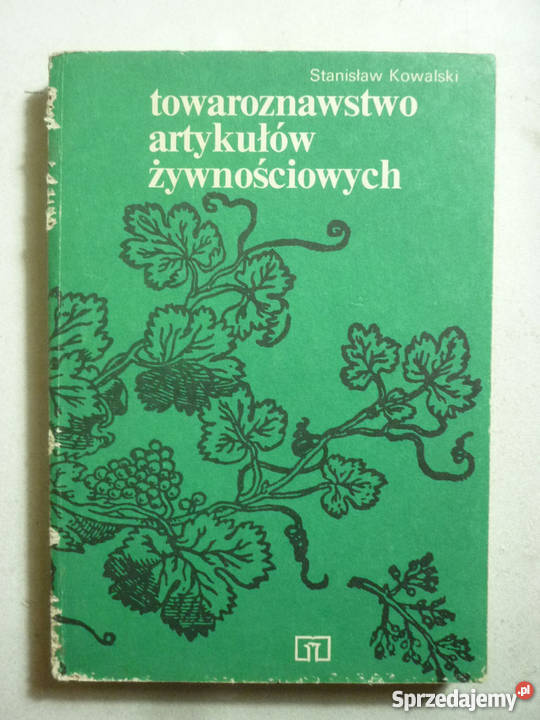 Stanisław Kowalski
towaroznawstwo
artykułów
żywnościowych
Sprzedajemy.pl